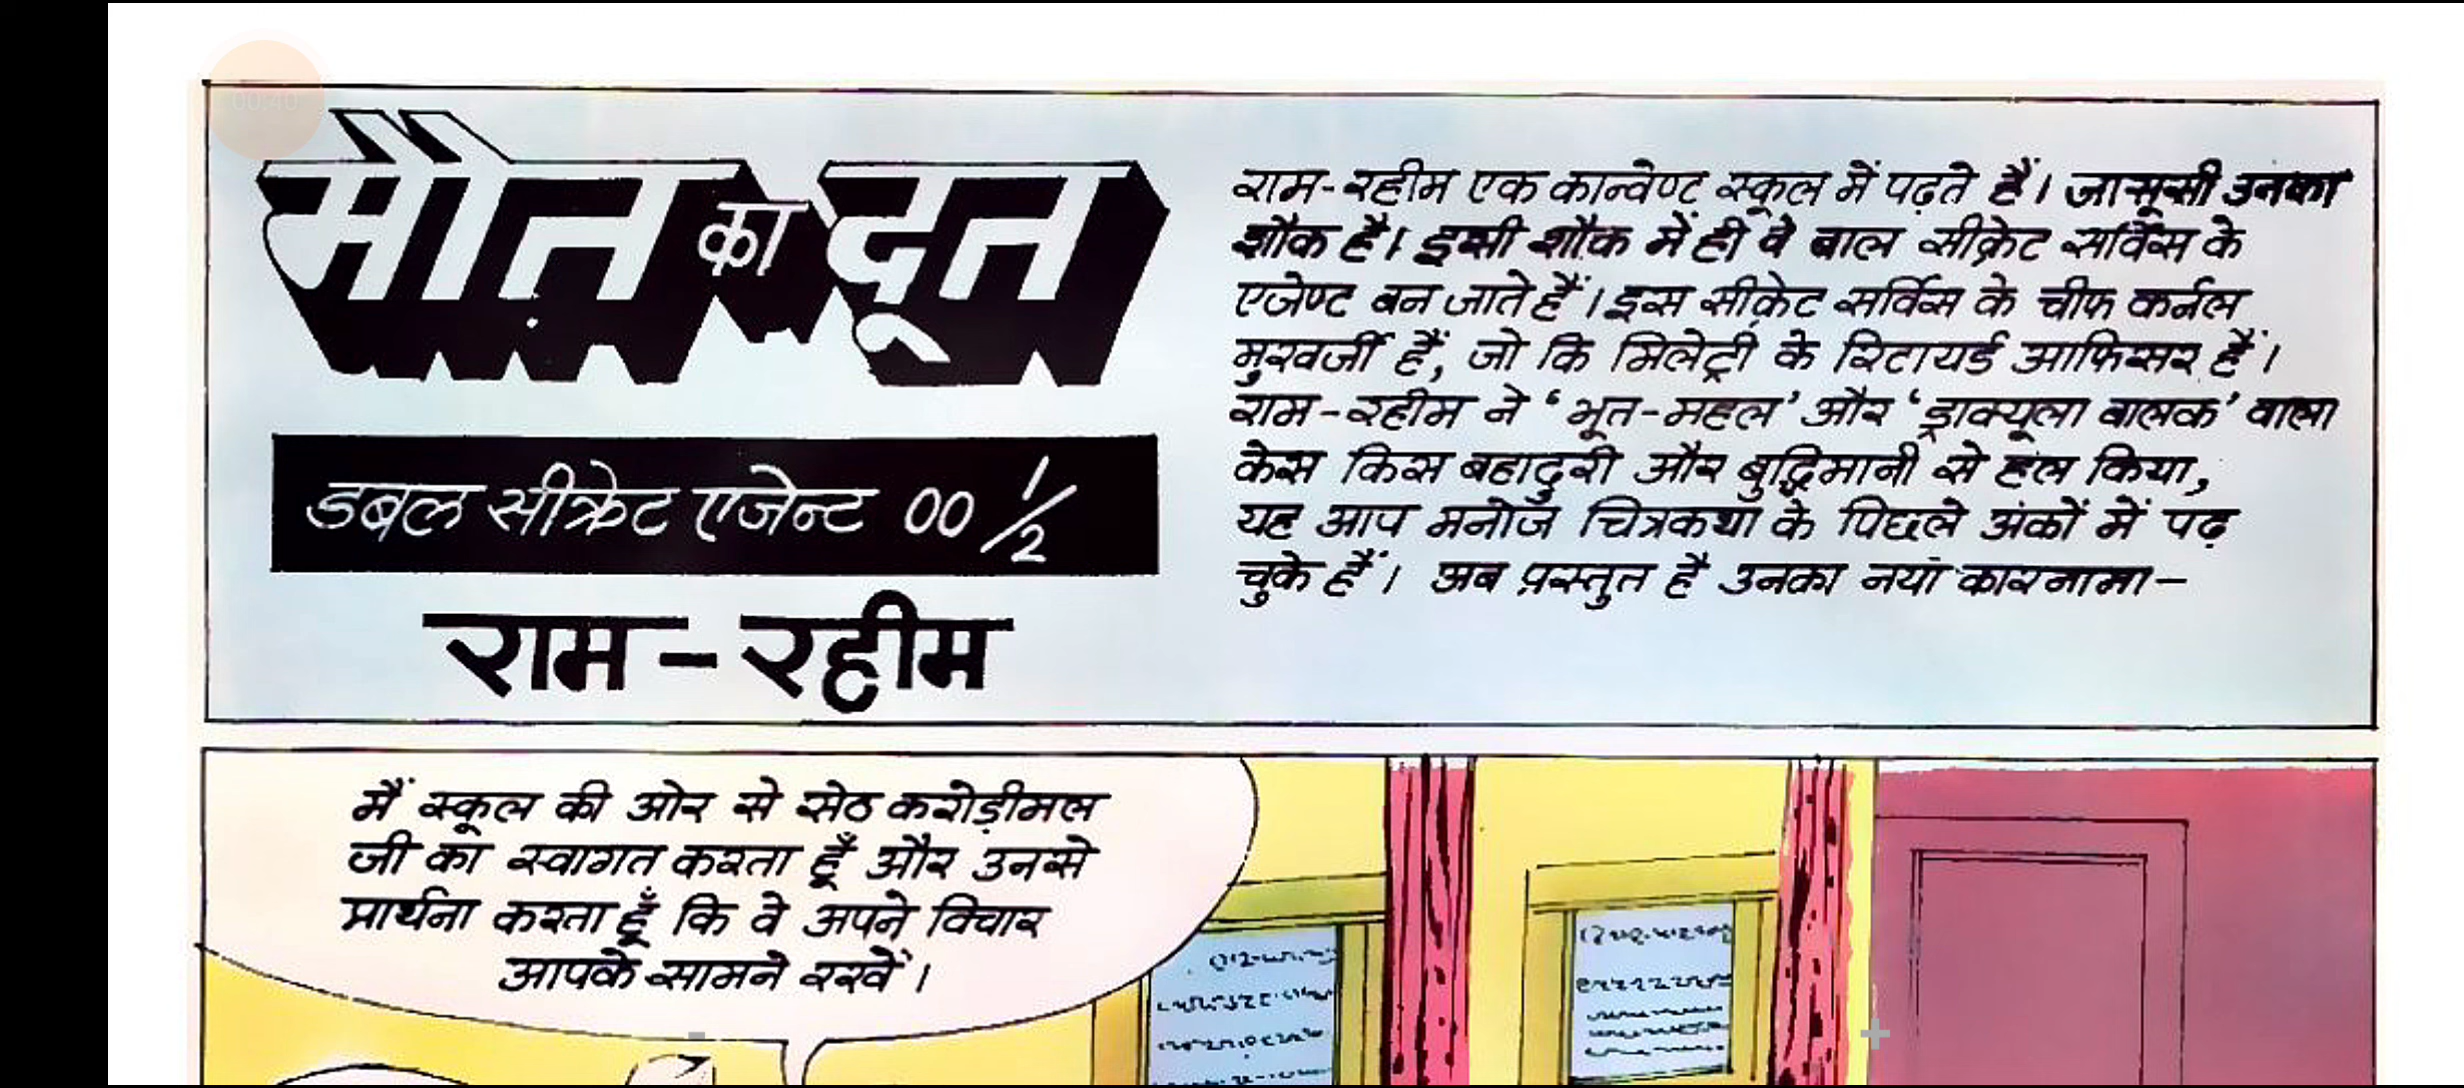 मौत का दूत
डबल सीक्रेट एजेन्ट 00 1/2
राम-रहीम
राम-रहीम एक कान्वेण्ट स्कूल में पढ़ते हैं। जासूसी उनका
शौक है। इसी शौक में ही वे बाल सीक्रेट सर्विस के
एजेण्ट बन जाते हैं। इस सीक्रेट सर्विस के चीफ कर्नल
मुखर्जी हैं, जो कि मिलेट्री के रिटायर्ड आफिसर हैं।
राम-रहीम ने 'भूत-महल' और 'ड्राक्यूला बालक' वाला
केस किस बहादुरी और बुद्धिमानी से हल किया,
यह आप मनोज चित्रकथा के पिछले अंकों में पढ़
चुके हैं। अब प्रस्तुत है उनका नया कारनामा-
मैं स्कूल की ओर से सेठ करोड़ीमल
जी का स्वागत करता हूँ और उनसे
प्रार्थना करता हूँ कि वे अपने विचार
आपके सामने रखें।
00:40